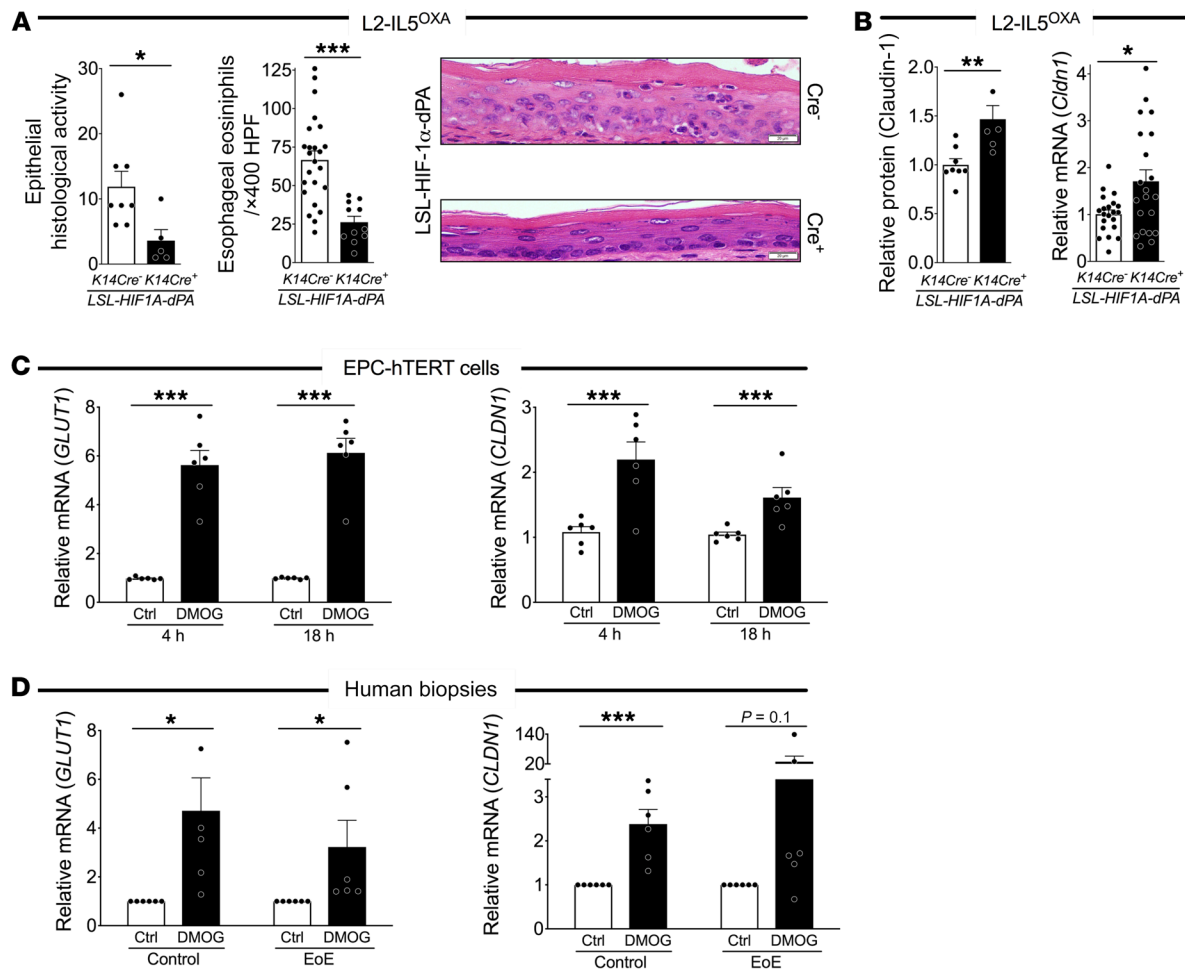 A
L2-IL5OXA
B
*
Epithelial
histological activity
30
20
10
0
K14Cre- K14Cre+
LSL-HIF1A-dPA
***
Esophageal eosiniphils
/×400 HPF
125
100
75
50
25
0
K14Cre- K14Cre+
LSL-HIF1A-dPA
LSL-HIF-1α-dPA
Cre-
Cre+
**
Relative protein (Claudin-1)
2.0
1.5
1.0
0.5
0.0
K14Cre- K14Cre+
LSL-HIF1A-dPA
*
Relative mRNA (Cldn1)
4
3
2
1
0
K14Cre- K14Cre+
LSL-HIF1A-dPA
C
EPC-hTERT cells
Relative mRNA (GLUT1)
*** ***
8
6
4
2
0
Ctrl DMOG Ctrl DMOG
4 h 18 h
Relative mRNA (CLDN1)
*** ***
3
2
1
0
Ctrl DMOG Ctrl DMOG
4 h 18 h
D
Human biopsies
Relative mRNA (GLUT1)
* *
8
6
4
2
0
Ctrl DMOG Ctrl DMOG
Control EoE
Relative mRNA (CLDN1)
*** P = 0.1
140
20
3
2
1
0
Ctrl DMOG Ctrl DMOG
Control EoE